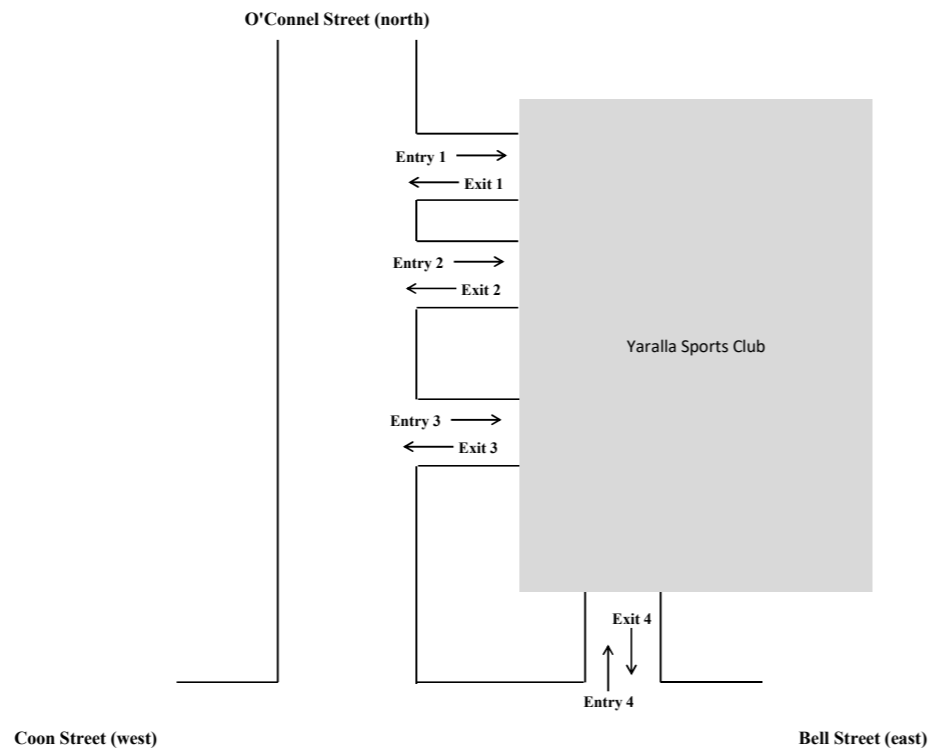 O'Connel Street (north)
Entry 1
Exit 1
Entry 2
Exit 2
Yaralla Sports Club
Entry 3
Exit 3
Exit 4
Entry 4
Coon Street (west)
Bell Street (east)